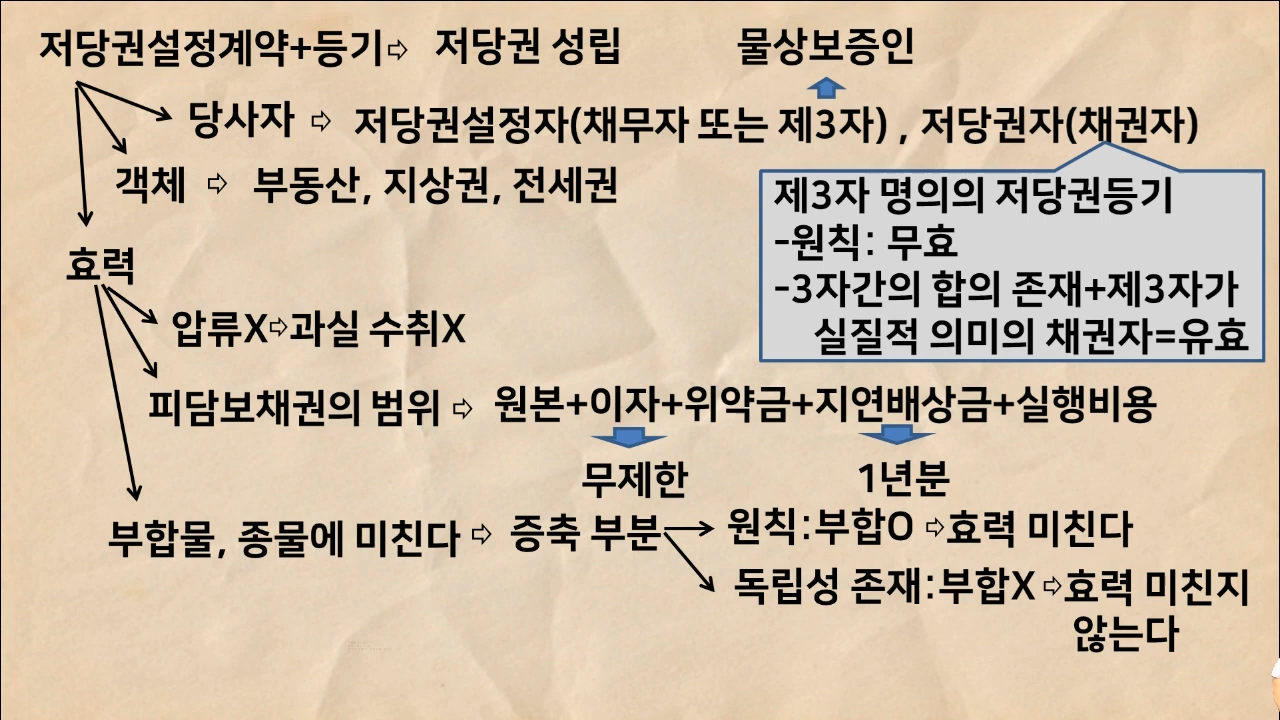 저당권설정계약+등기⇨ 저당권 성립 물상보증인
당사자 ⇨ 저당권설정자(채무자 또는 제3자) , 저당권자(채권자)
객체 ⇨ 부동산, 지상권, 전세권
제3자 명의의 저당권등기
-원칙: 무효
-3자간의 합의 존재+제3자가
실질적 의미의 채권자=유효
효력
압류X⇨과실 수취X
피담보채권의 범위 ⇨ 원본+이자+위약금+지연배상금+실행비용
무제한 1년분
부합물, 종물에 미친다 ⇨ 증축 부분
원칙:부합O ⇨효력 미친다
독립성 존재:부합X ⇨효력 미친지
않는다